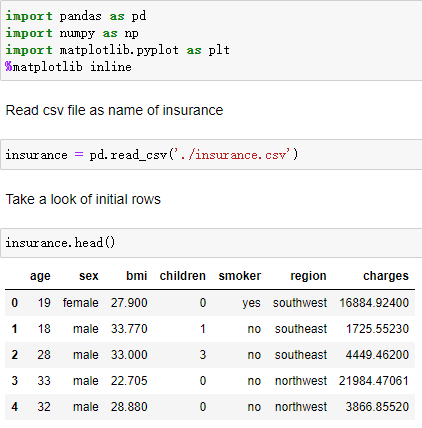 import pandas as pd
import numpy as np
import matplotlib.pyplot as plt
%matplotlib inline
Read csv file as name of insurance
insurance = pd.read_csv('./insurance.csv')
Take a look of initial rows
insurance.head()
age sex bmi children smoker region charges
0 19 female 27.900 0 yes southwest 16884.92400
1 18 male 33.770 1 no southeast 1725.55230
2 28 male 33.000 3 no southeast 4449.46200
3 33 male 22.705 0 no northwest 21984.47061
4 32 male 28.880 0 no northwest 3866.85520